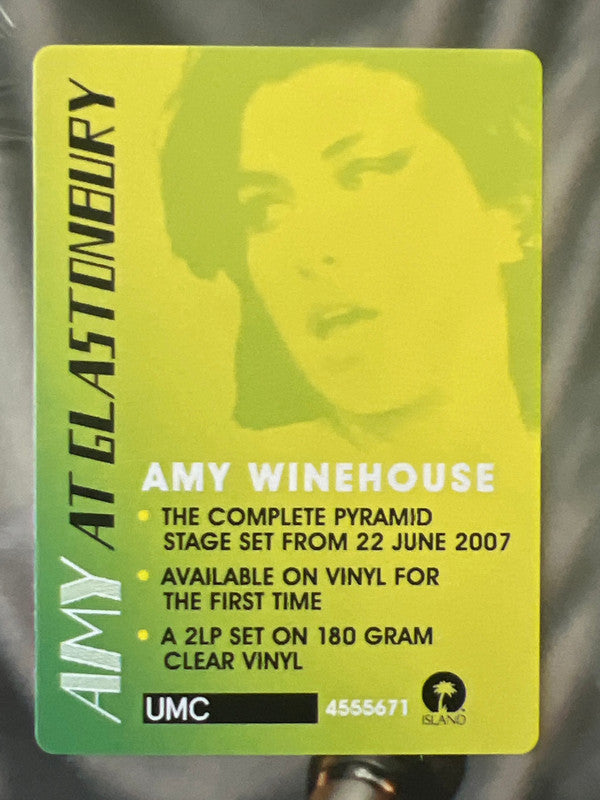 AMY AT GLASTONBURY
AMY WINEHOUSE
• THE COMPLETE PYRAMID
STAGE SET FROM 22 JUNE 2007
• AVAILABLE ON VINYL FOR
THE FIRST TIME
• A 2LP SET ON 180 GRAM
CLEAR VINYL
UMC 4555671 ISLAND